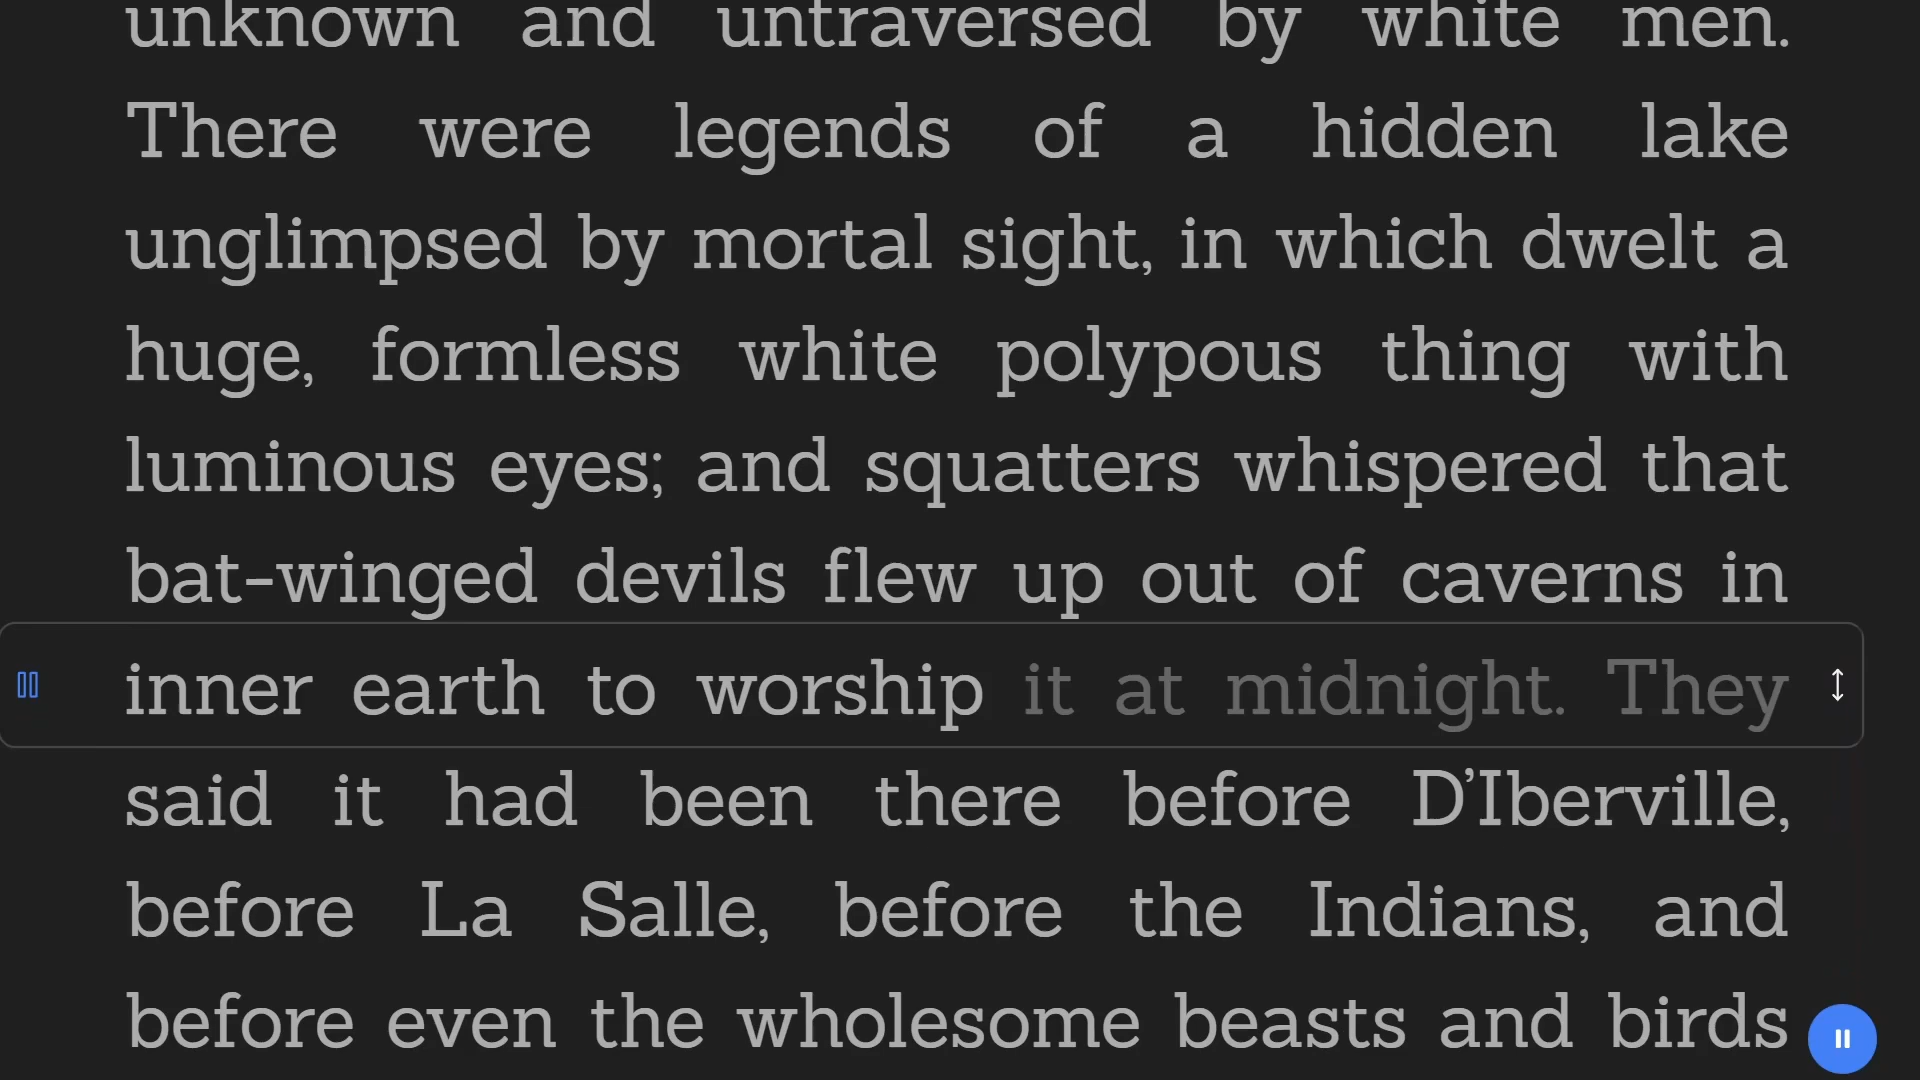 unknown and untraversed by white men.
There were legends of a hidden lake
unglimpsed by mortal sight, in which dwelt a
huge, formless white polypous thing with
luminous eyes; and squatters whispered that
bat-winged devils flew up out of caverns in
inner earth to worship it at midnight. They
said it had been there before D’Iberville,
before La Salle, before the Indians, and
before even the wholesome beasts and birds